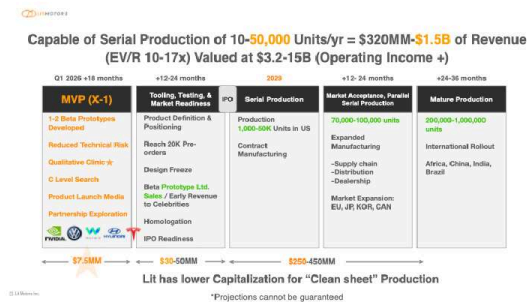 LIT MOTORS
Capable of Serial Production of 10-50,000 Units/yr = $320MM-$1.5B of Revenue
(EV/R 10-17x) Valued at $3.2-15B (Operating Income +)
Q1 2026 +18 months
+12-24 months
2029
+12- 24 months
+24-36 months
MVP (X-1)
Tooling, Testing, &
Market Readiness
IPO
Serial Production
Market Acceptance, Parallel
Serial Production
Mature Production
1-2 Beta Prototypes
Developed
Reduced Technical Risk
Qualitative Clinic
C Level Search
Product Launch Media
Partnership Exploration
NVIDIA
HYUNDAI
Product Definition &
Positioning
Reach 20K Pre-
orders
Design Freeze
Beta Prototype Ltd.
Sales / Early Revenue
to Celebrities
Homologation
IPO Readiness
Production
1,000-50K Units in US
Contract
Manufacturing
70,000-100,000 units
Expanded
Manufacturing
-Supply chain
-Distribution
-Dealership
Market Expansion:
EU, JP, KOR, CAN
200,000-1,000,000
units
International Rollout
Africa, China, India,
Brazil
$7.5MM
$30-50MM
$250-450MM
Lit has lower Capitalization for "Clean sheet" Production
*Projections cannot be guaranteed